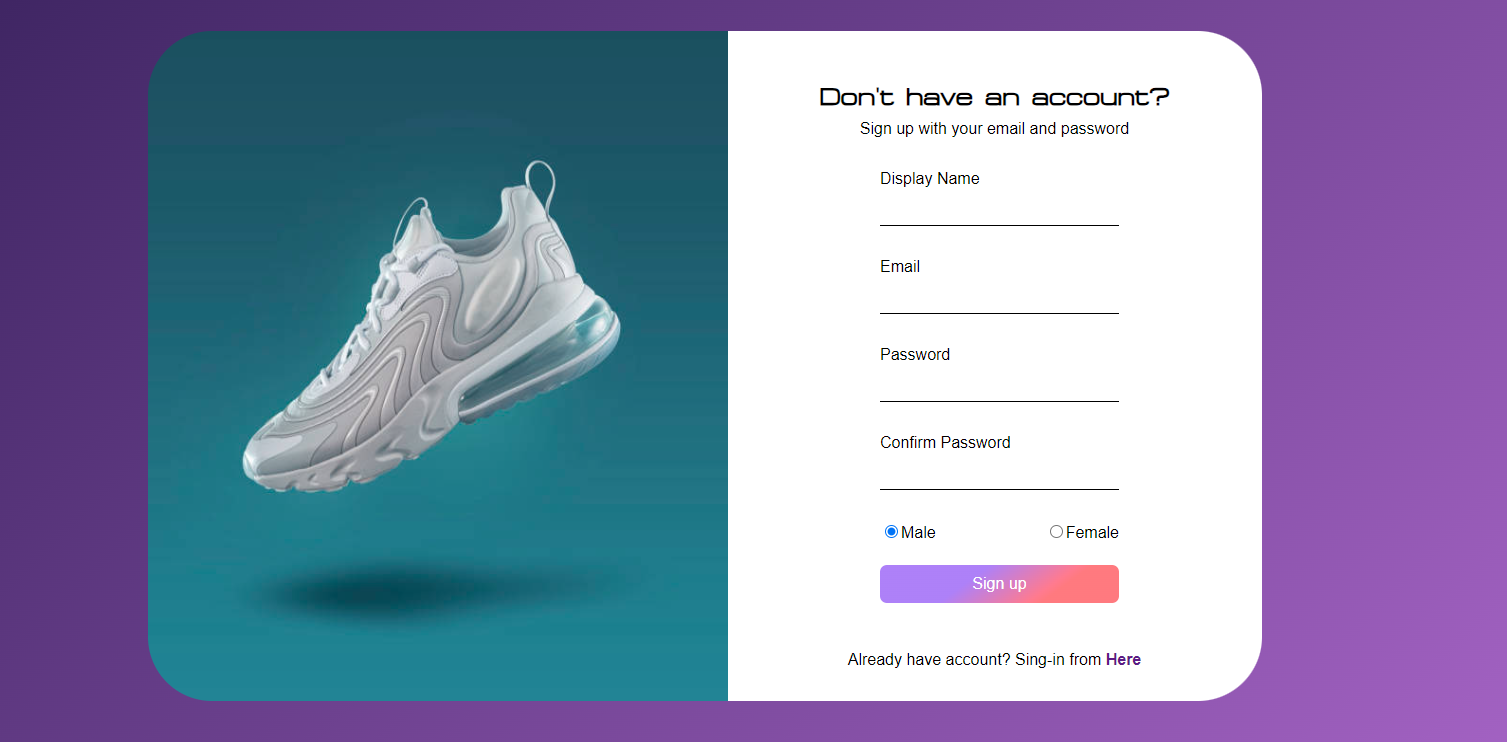 Don't have an account?
Sign up with your email and password
Display Name
Email
Password
Confirm Password
Male Female
Sign up
Already have account? Sing-in from Here